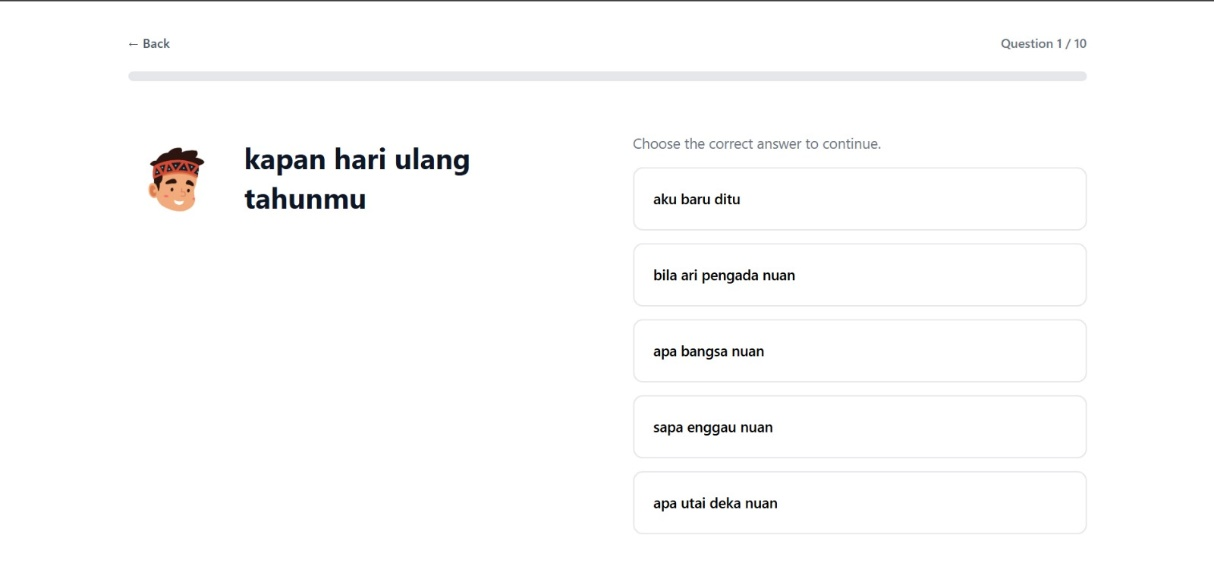 ← Back
Question 1 / 10
kapan hari ulang
tahunmu
Choose the correct answer to continue.
aku baru ditu
bila ari pengada nuan
apa bangsa nuan
sapa enggau nuan
apa utai deka nuan